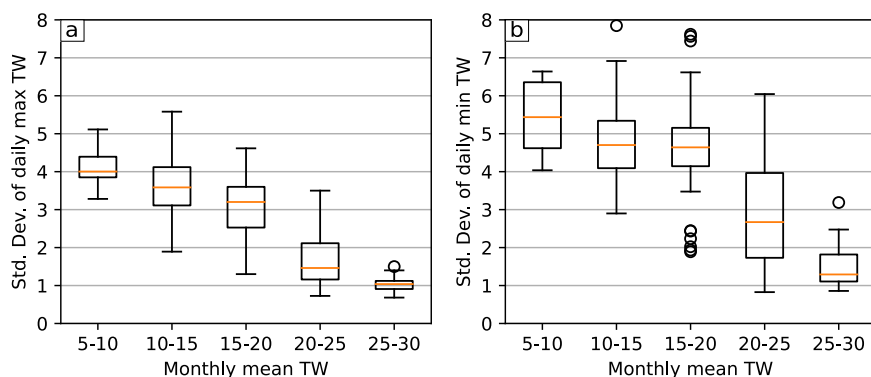 a
Std. Dev. of daily max TW
8
7
6
5
4
3
2
1
0
5-10 10-15 15-20 20-25 25-30
Monthly mean TW
b
Std. Dev. of daily min TW
8
7
6
5
4
3
2
1
0
5-10 10-15 15-20 20-25 25-30
Monthly mean TW